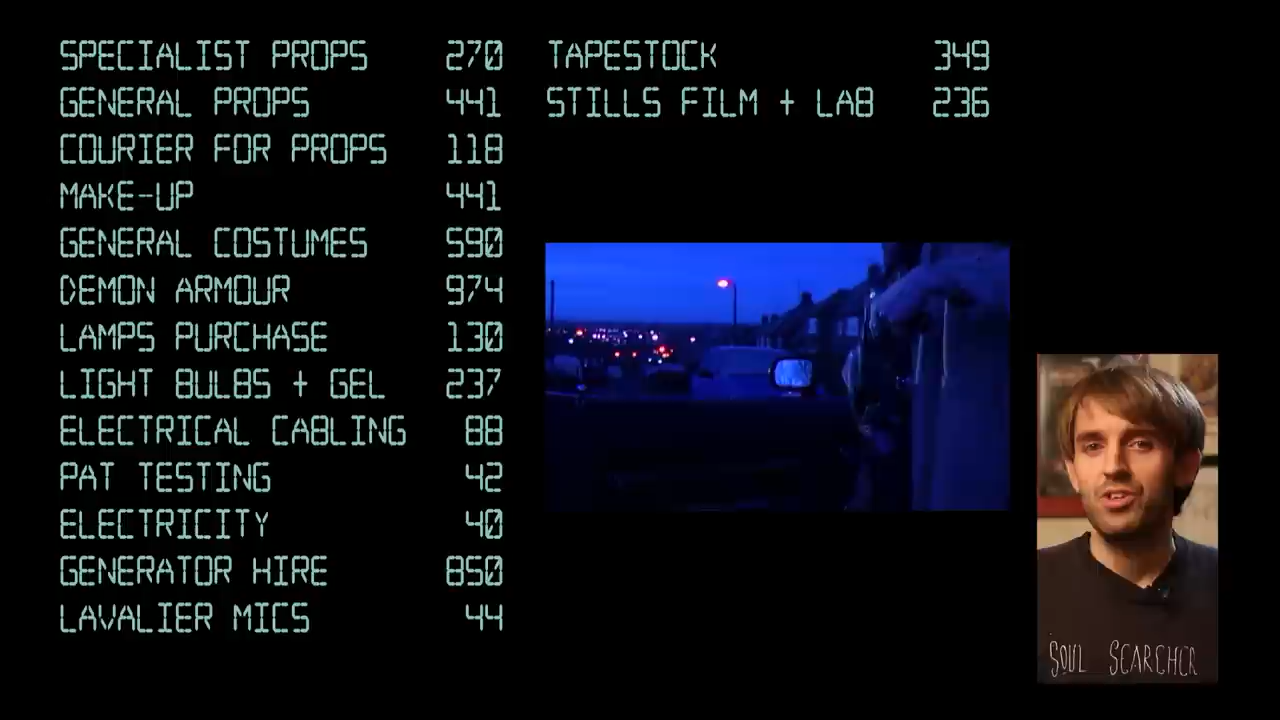 SPECIALIST PROPS 270
GENERAL PROPS 441
COURIER FOR PROPS 118
MAKE-UP 441
GENERAL COSTUMES 590
DEMON ARMOUR 974
LAMPS PURCHASE 130
LIGHT BULBS + GEL 237
ELECTRICAL CABLING 88
PAT TESTING 42
ELECTRICITY 40
GENERATOR HIRE 850
LAVALIER MICS 44
TAPESTOCK 349
STILLS FILM + LAB 236
SOUL SEARCHER